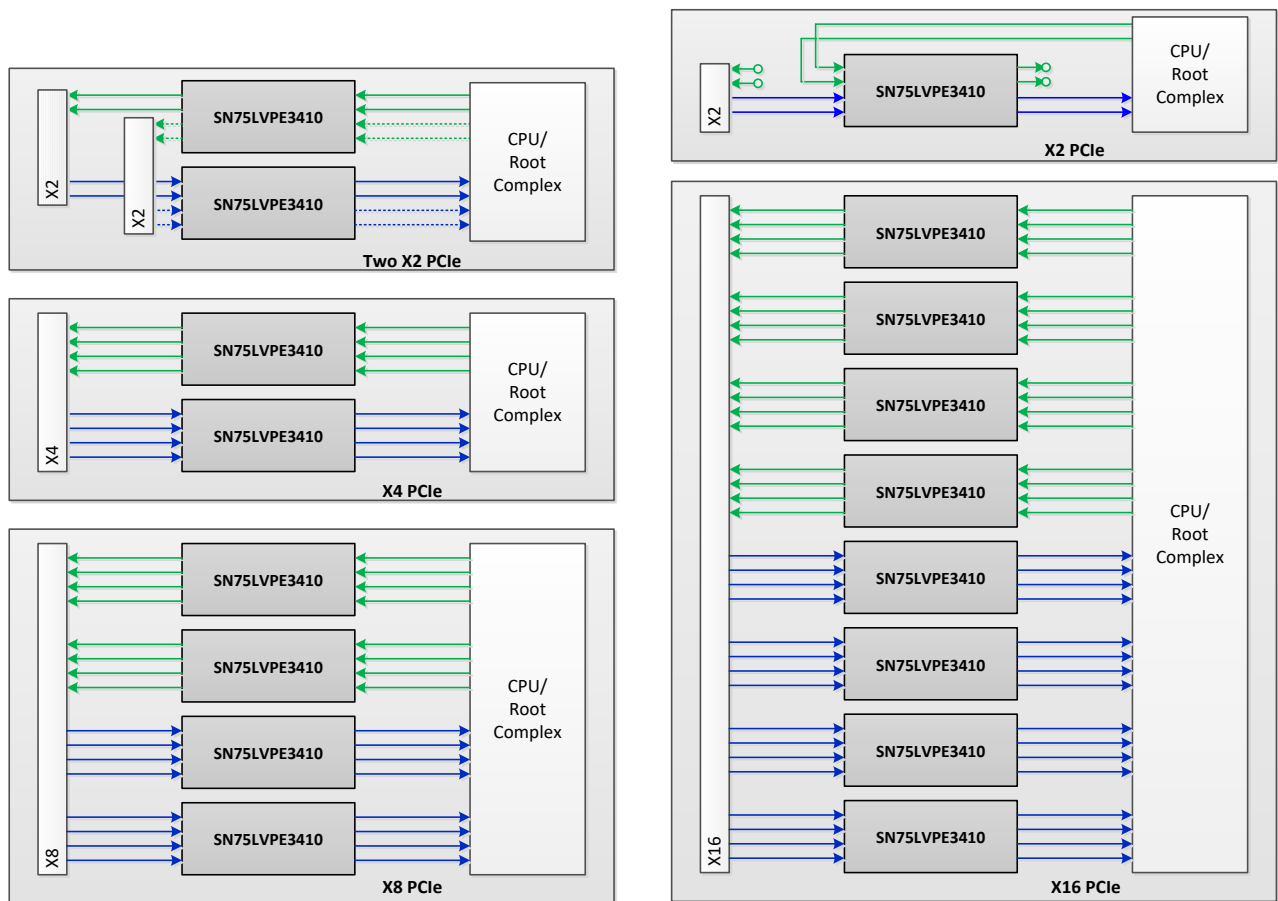 SN75LVPE3410
SN75LVPE3410
X2
X2
CPU/
Root
Complex
Two X2 PCIe
SN75LVPE3410
SN75LVPE3410
X4
CPU/
Root
Complex
X4 PCIe
SN75LVPE3410
SN75LVPE3410
SN75LVPE3410
SN75LVPE3410
X8
CPU/
Root
Complex
X8 PCIe
X2
SN75LVPE3410
CPU/
Root
Complex
X2 PCIe
SN75LVPE3410
SN75LVPE3410
SN75LVPE3410
SN75LVPE3410
SN75LVPE3410
SN75LVPE3410
SN75LVPE3410
SN75LVPE3410
X16
CPU/
Root
Complex
X16 PCIe